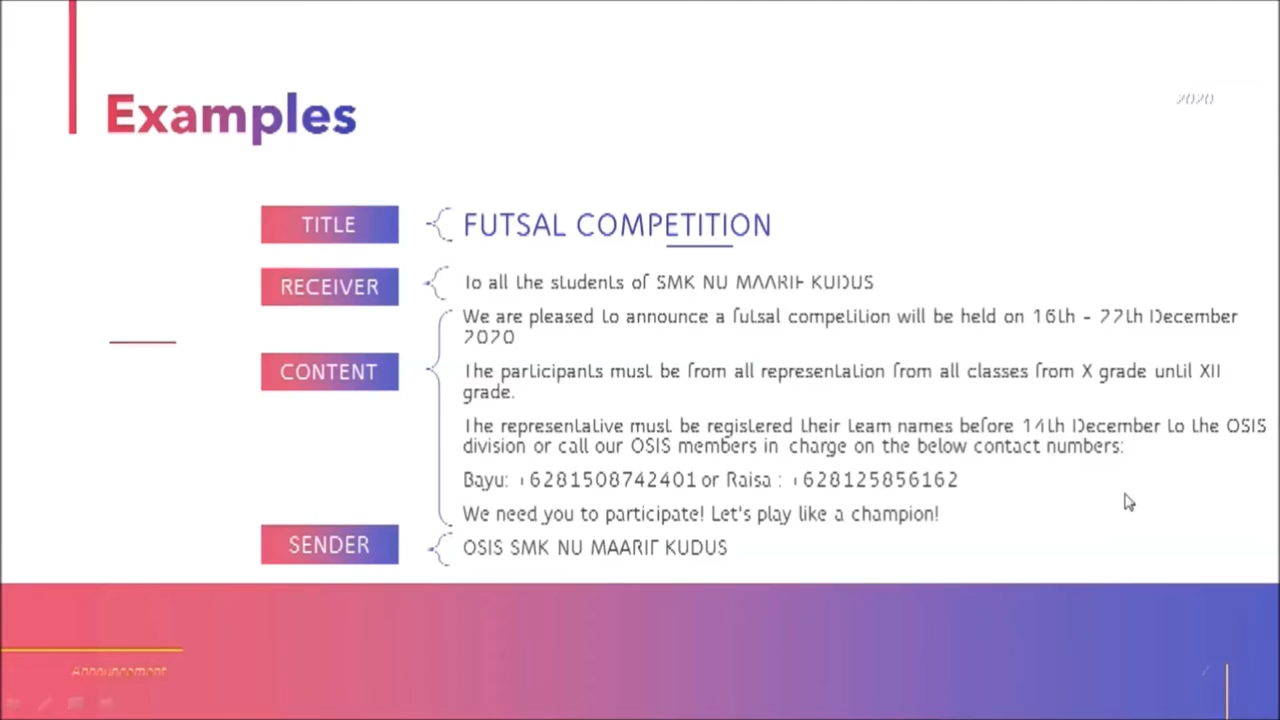 Examples
2020
TITLE
FUTSAL COMPETITION
RECEIVER
To all the students of SMK NU MAARIF KUDUS
CONTENT
We are pleased to announce a futsal competition will be held on 16th - 22th December
2020
The participants must be from all representation from all classes from X grade until XII
grade.
The representative must be registered their team names before 14th December to the OSIS
division or call our OSIS members in charge on the below contact numbers:
Bayu: +6281508742401 or Raisa : +628125856162
We need you to participate! Let's play like a champion!
SENDER
OSIS SMK NU MAARIF KUDUS
Announcement